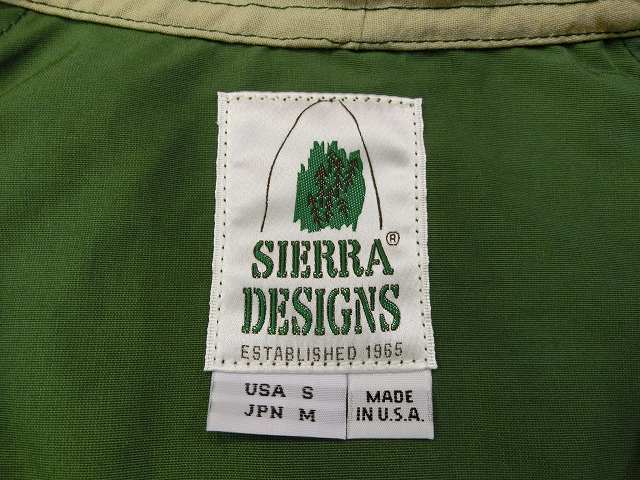 SIERRA ®
DESIGNS
ESTABLISHED 1965
USA S
JPN M
MADE
IN U.S.A.